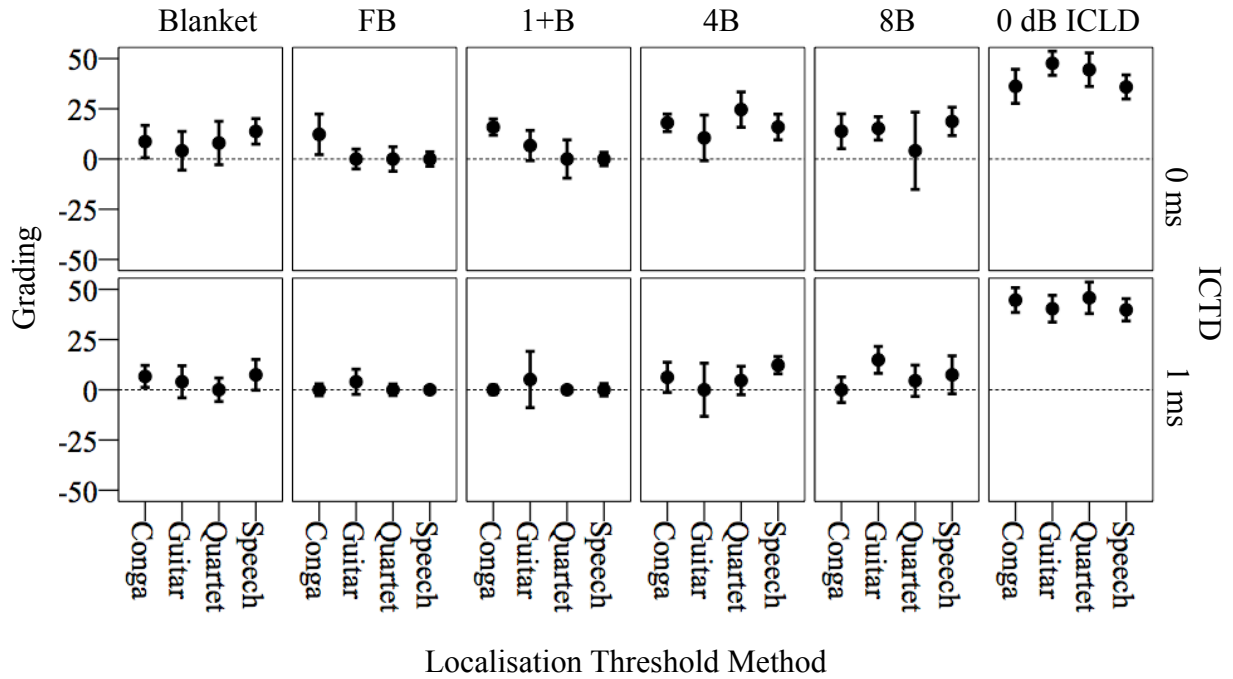 Blanket FB 1+B 4B 8B 0 dB ICLD
50
25
0
-25
-50
0 ms
50
25
0
-25
-50
1 ms
Grading
ICTD
Conga Guitar Quartet Speech Conga Guitar Quartet Speech Conga Guitar Quartet Speech Conga Guitar Quartet Speech Conga Guitar Quartet Speech Conga Guitar Quartet Speech
Localisation Threshold Method